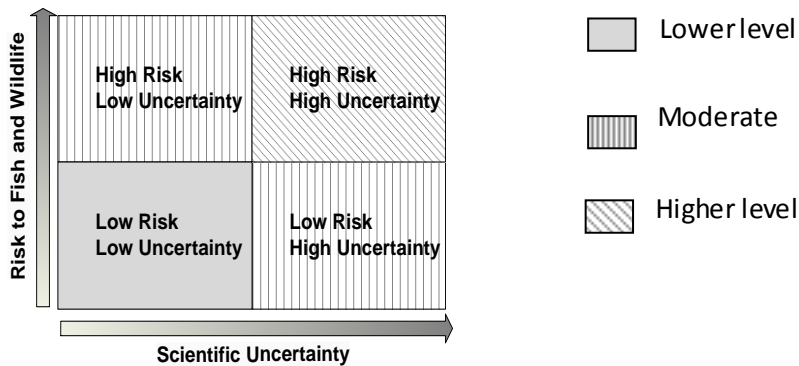 Risk to Fish and Wildlife
High Risk
Low Uncertainty
High Risk
High Uncertainty
Low Risk
Low Uncertainty
Low Risk
High Uncertainty
Scientific Uncertainty
Lower level
Moderate
Higher level